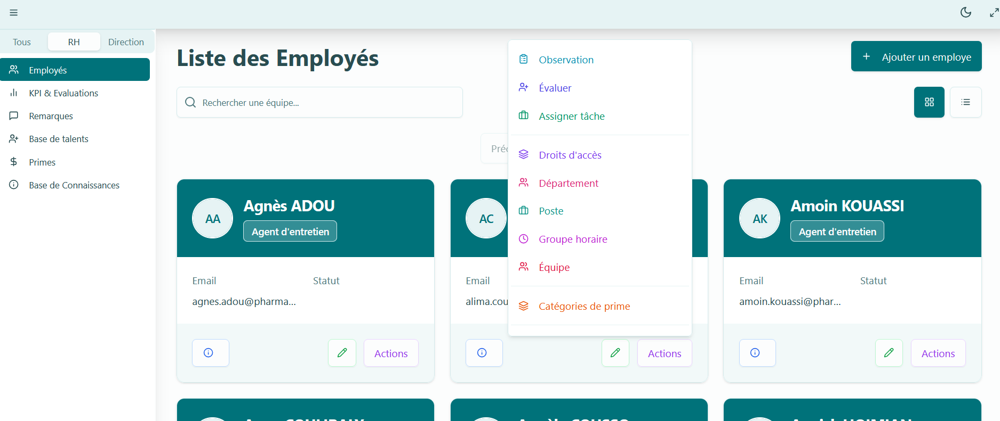 Tous RH Direction
Employés
KPI & Evaluations
Remarques
Base de talents
Primes
Base de Connaissances
Liste des Employés
Ajouter un employe
Rechercher une équipe...
Observation
Évaluer
Assigner tâche
Droits d'accès
Département
Poste
Groupe horaire
Équipe
Catégories de prime
AA
Agnès ADOU
Agent d'entretien
Email Statut
agnes.adou@pharma...
Actions
AC
Email
alima.cou
Actions
AK
Amoin KOUASSI
Agent d'entretien
Email Statut
amoin.kouassi@phar...
Actions